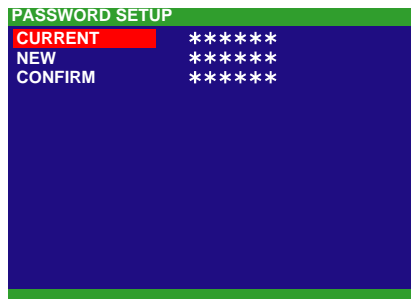 PASSWORD SETUP
CURRENT ******
NEW ******
CONFIRM ******